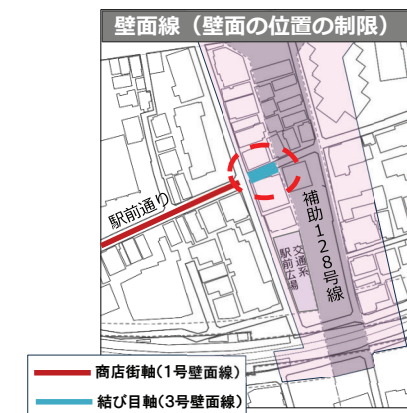 壁面線（壁面の位置の制限）
駅前通り
補助128号線
交通系
駅前広場
商店街軸(1号壁面線)
結び目軸(3号壁面線)